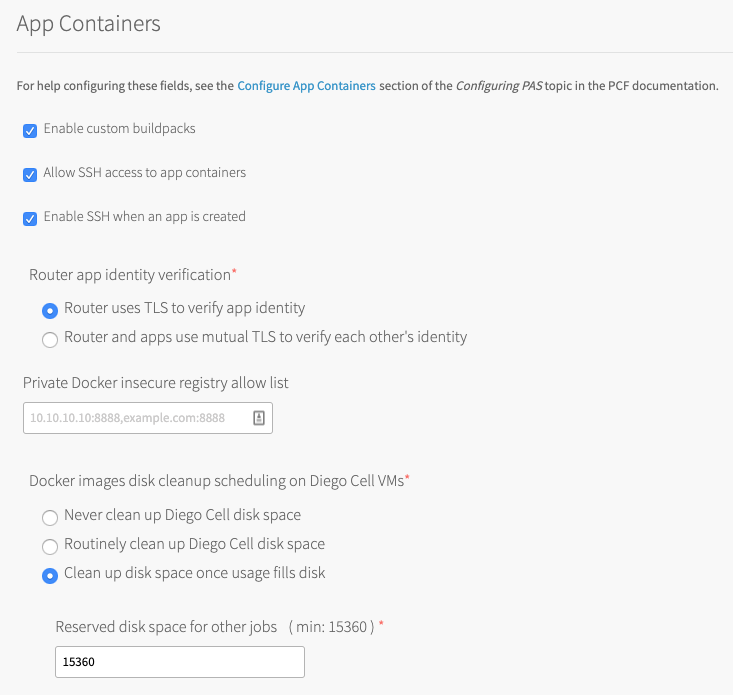 App Containers
For help configuring these fields, see the Configure App Containers section of the Configuring PAS topic in the PCF documentation.
Enable custom buildpacks
Allow SSH access to app containers
Enable SSH when an app is created
Router app identity verification*
Router uses TLS to verify app identity
Router and apps use mutual TLS to verify each other's identity
Private Docker insecure registry allow list
10.10.10.10:8888,example.com:8888
Docker images disk cleanup scheduling on Diego Cell VMs*
Never clean up Diego Cell disk space
Routinely clean up Diego Cell disk space
Clean up disk space once usage fills disk
Reserved disk space for other jobs ( min: 15360 ) *
15360